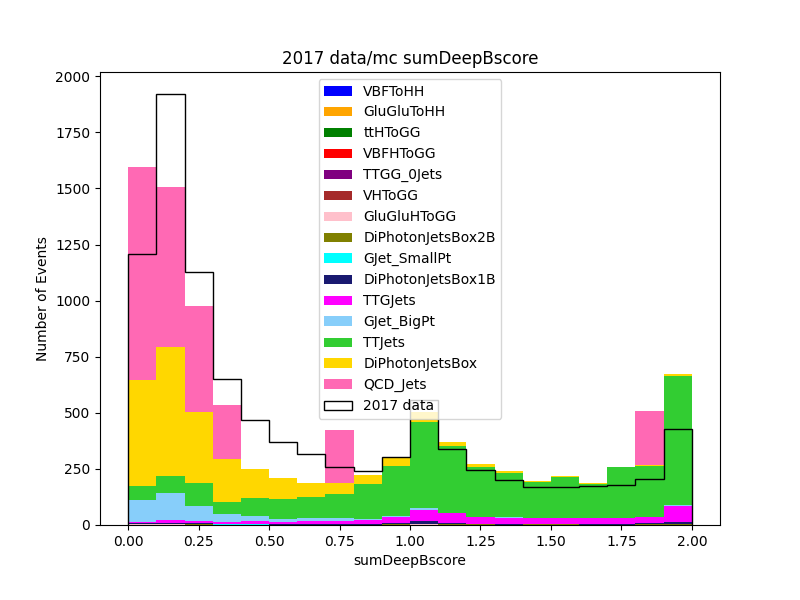 2017 data/mc sumDeepBscore
2000
1750
1500
1250
1000
750
500
250
0
Number of Events
VBFToHH
GluGluToHH
ttHToGG
VBFHToGG
TTGG_0Jets
VHToGG
GluGluHToGG
DiPhotonJetsBox2B
GJet_SmallPt
DiPhotonJetsBox1B
TTGJets
GJet_BigPt
TTJets
DiPhotonJetsBox
QCD_Jets
2017 data
0.00 0.25 0.50 0.75 1.00 1.25 1.50 1.75 2.00
sumDeepBscore